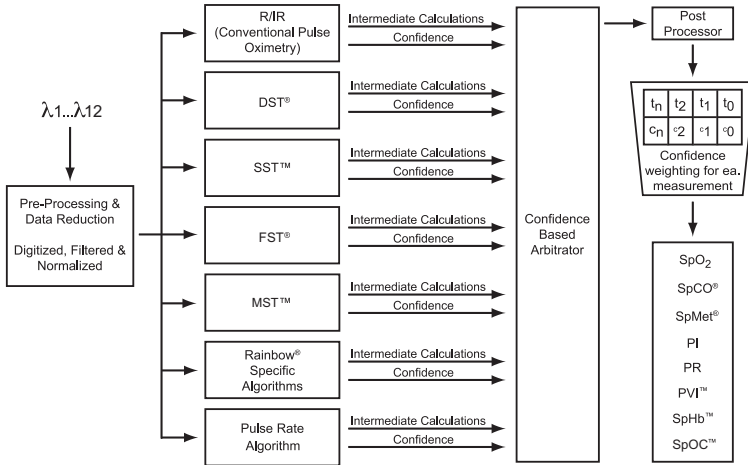 λ1...λ12
Pre-Processing &
Data Reduction
Digitized, Filtered &
Normalized
R/IR
(Conventional Pulse
Oximetry)
Intermediate Calculations
Confidence
DST®
Intermediate Calculations
Confidence
SST™
Intermediate Calculations
Confidence
FST®
Intermediate Calculations
Confidence
MST™
Intermediate Calculations
Confidence
Rainbow®
Specific
Algorithms
Intermediate Calculations
Confidence
Pulse Rate
Algorithm
Intermediate Calculations
Confidence
Confidence
Based
Arbitrator
Post
Processor
tn t2 t1 t0
cn c2 c1 c0
Confidence
weighting for ea.
measurement
SpO2
SpCO®
SpMet®
PI
PR
PVI™
SpHb™
SpOC™